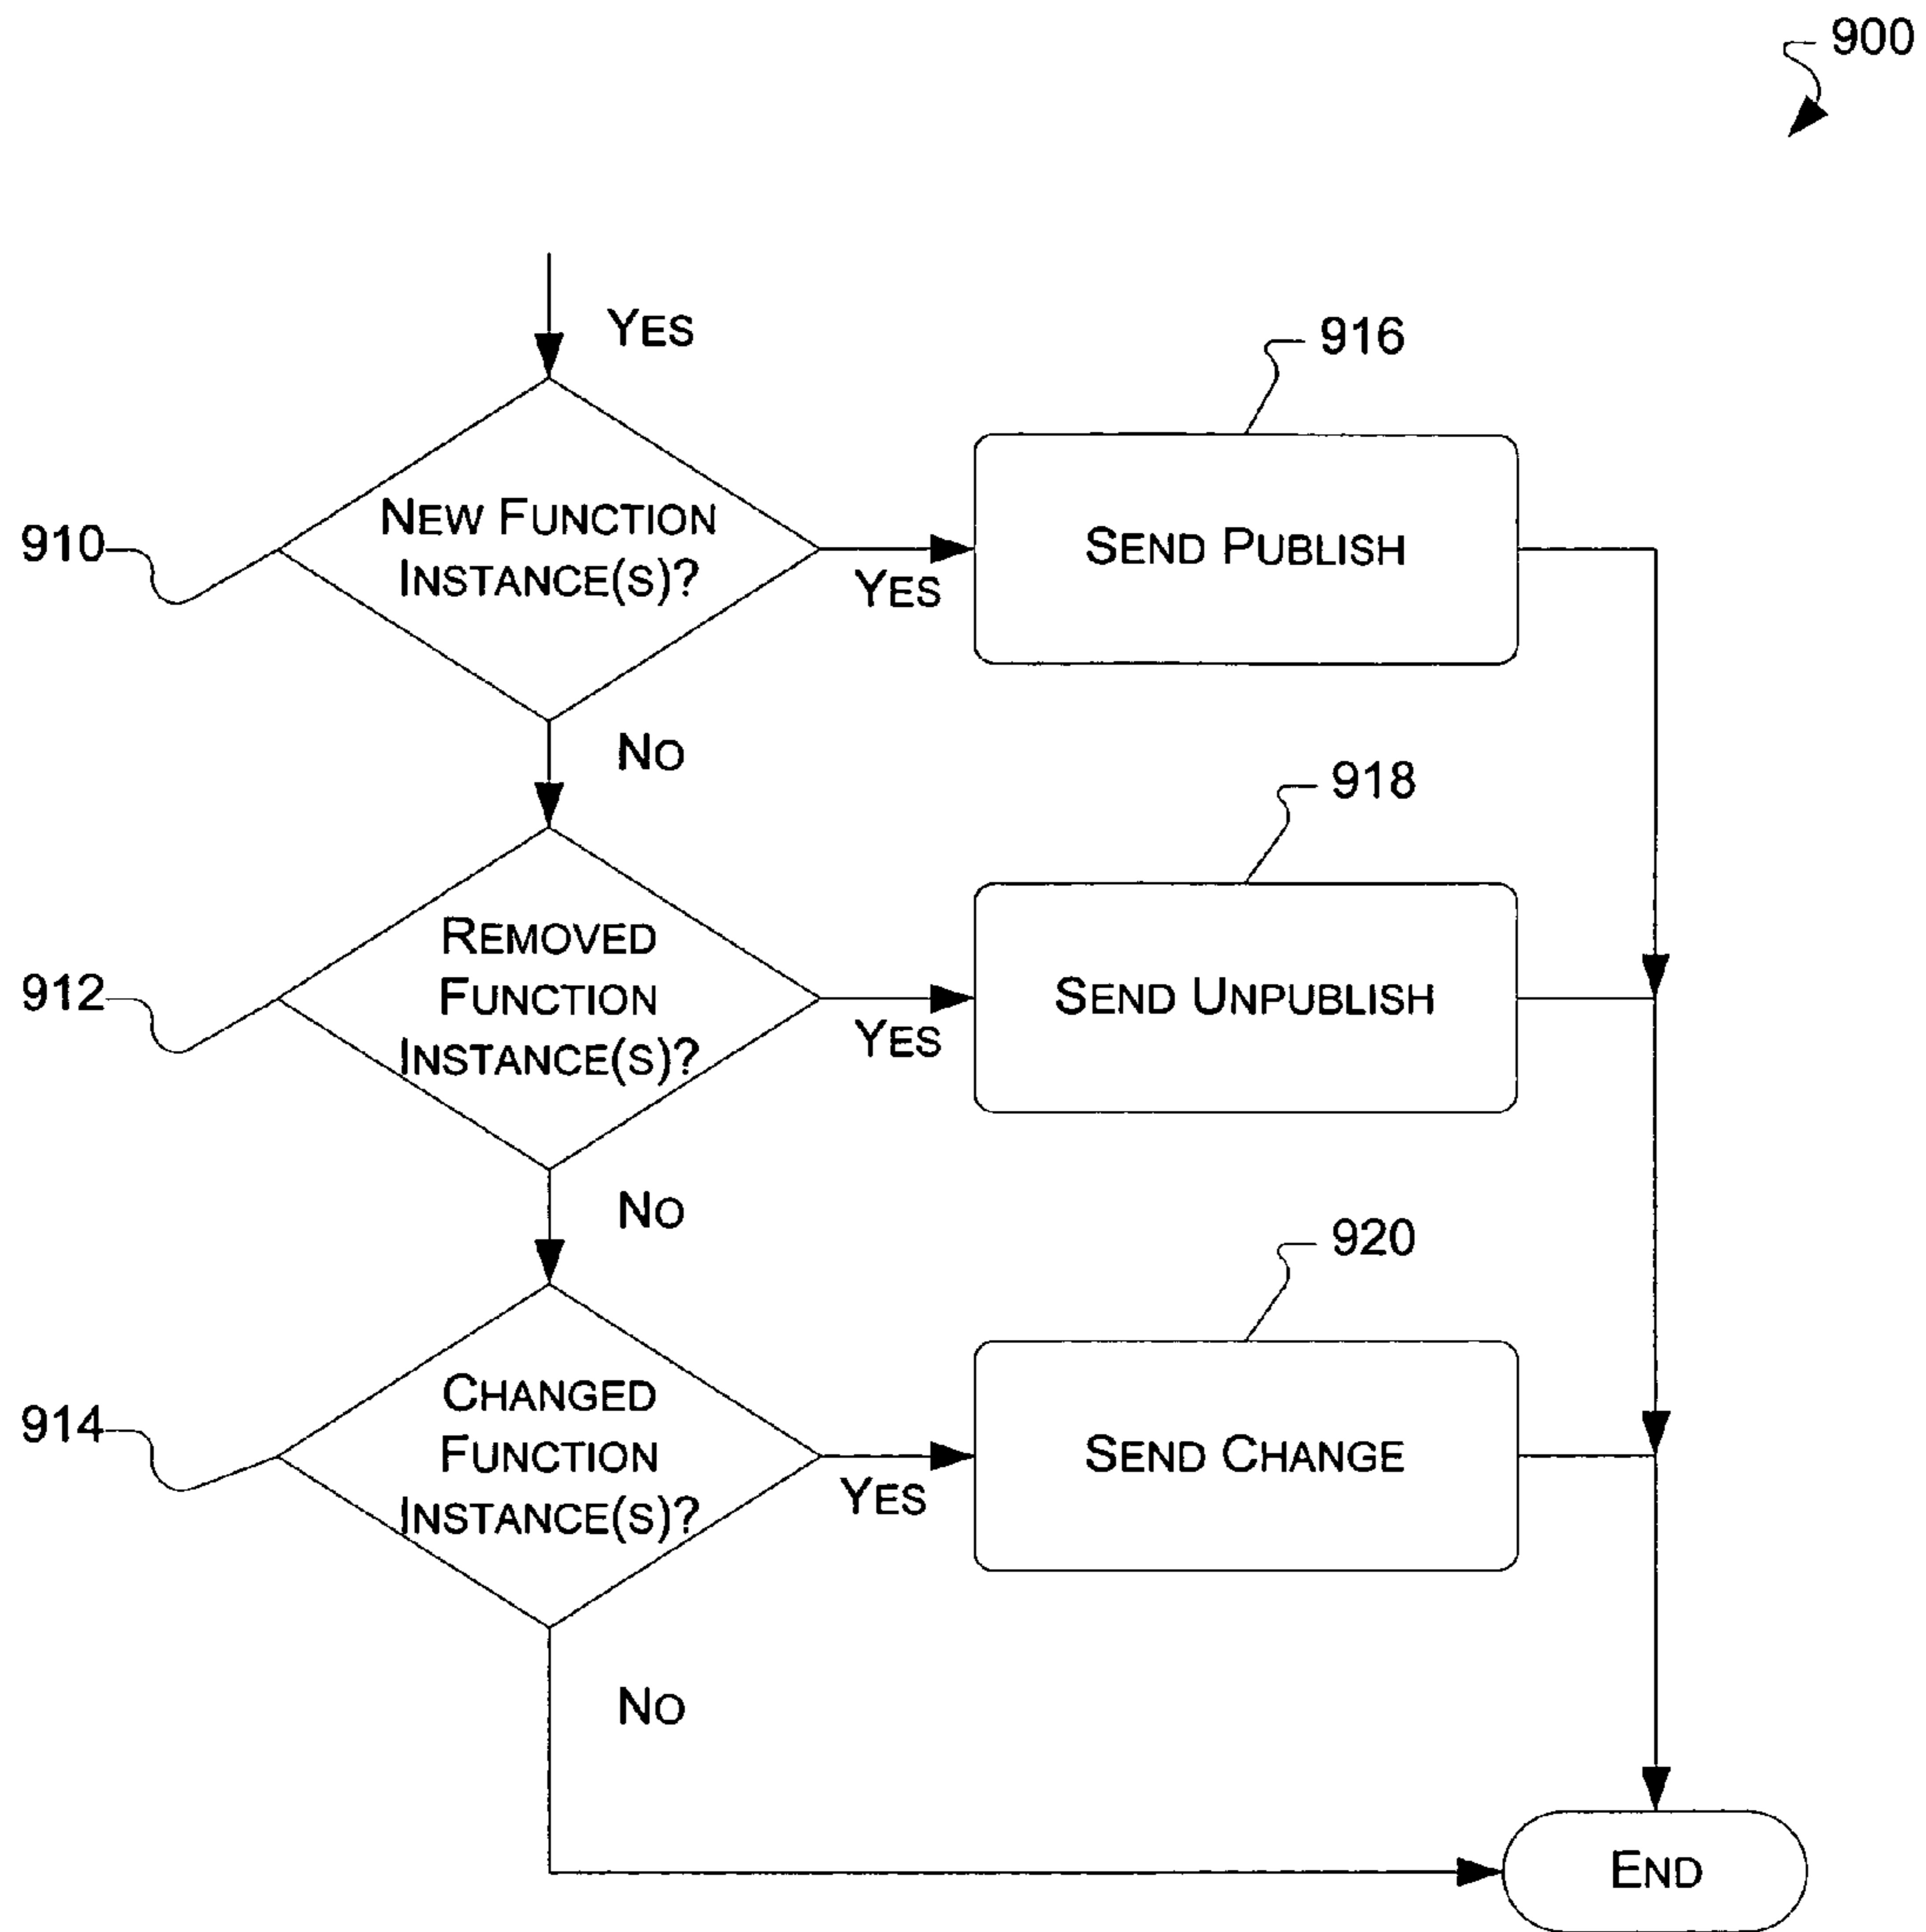 900
YES
916
910
NEW FUNCTION
INSTANCE(S)?
YES
SEND PUBLISH
NO
918
912
REMOVED
FUNCTION
INSTANCE(S)?
YES
SEND UNPUBLISH
NO
920
914
CHANGED
FUNCTION
INSTANCE(S)?
YES
SEND CHANGE
NO
END